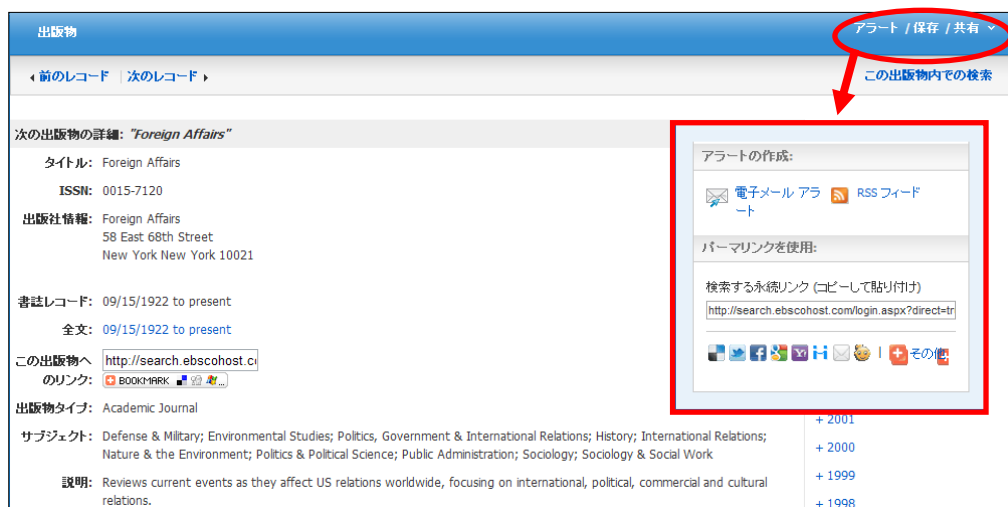 出版物
アラート / 保存 / 共有
前のレコード | 次のレコード
この出版物内での検索
次の出版物の詳細: "Foreign Affairs"
タイトル: Foreign Affairs
ISSN: 0015-7120
出版社情報: Foreign Affairs
58 East 68th Street
New York New York 10021
書誌レコード: 09/15/1922 to present
全文: 09/15/1922 to present
この出版物へ
のリンク:
http://search.ebscohost.c
BOOKMARK
出版物タイプ: Academic Journal
サブジェクト: Defense & Military; Environmental Studies; Politics, Government & International Relations; History; International Relations;
Nature & the Environment; Politics & Political Science; Public Administration; Sociology; Sociology & Social Work
説明: Reviews current events as they affect US relations worldwide, focusing on international, political, commercial and cultural
relations.
アラートの作成:
電子メール アラ
ート
RSS フィード
パーマリンクを使用:
検索する永続リンク (コピーして貼り付け)
http://search.ebscohost.com/login.aspx?direct=tr
その他
+ 2001
+ 2000
+ 1999
+ 1998